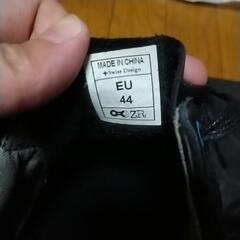 MADE IN CHINA
+Swiss Design
EU
44